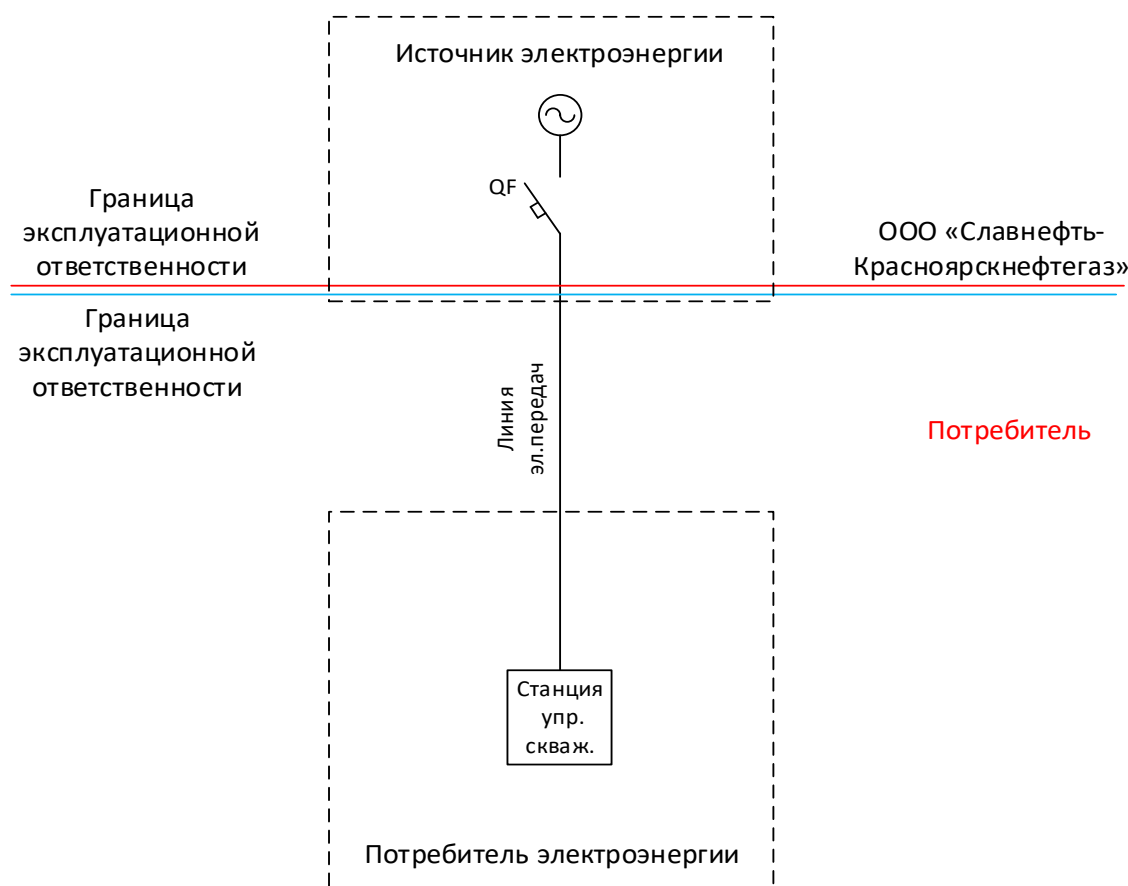 Источник электроэнергии
QF
Граница
эксплуатационной
ответственности
ООО «Славнефть-
Красноярскнефтегаз»
Граница
эксплуатационной
ответственности
Линия
эл.передач
Потребитель
Станция
упр.
скваж.
Потребитель электроэнергии